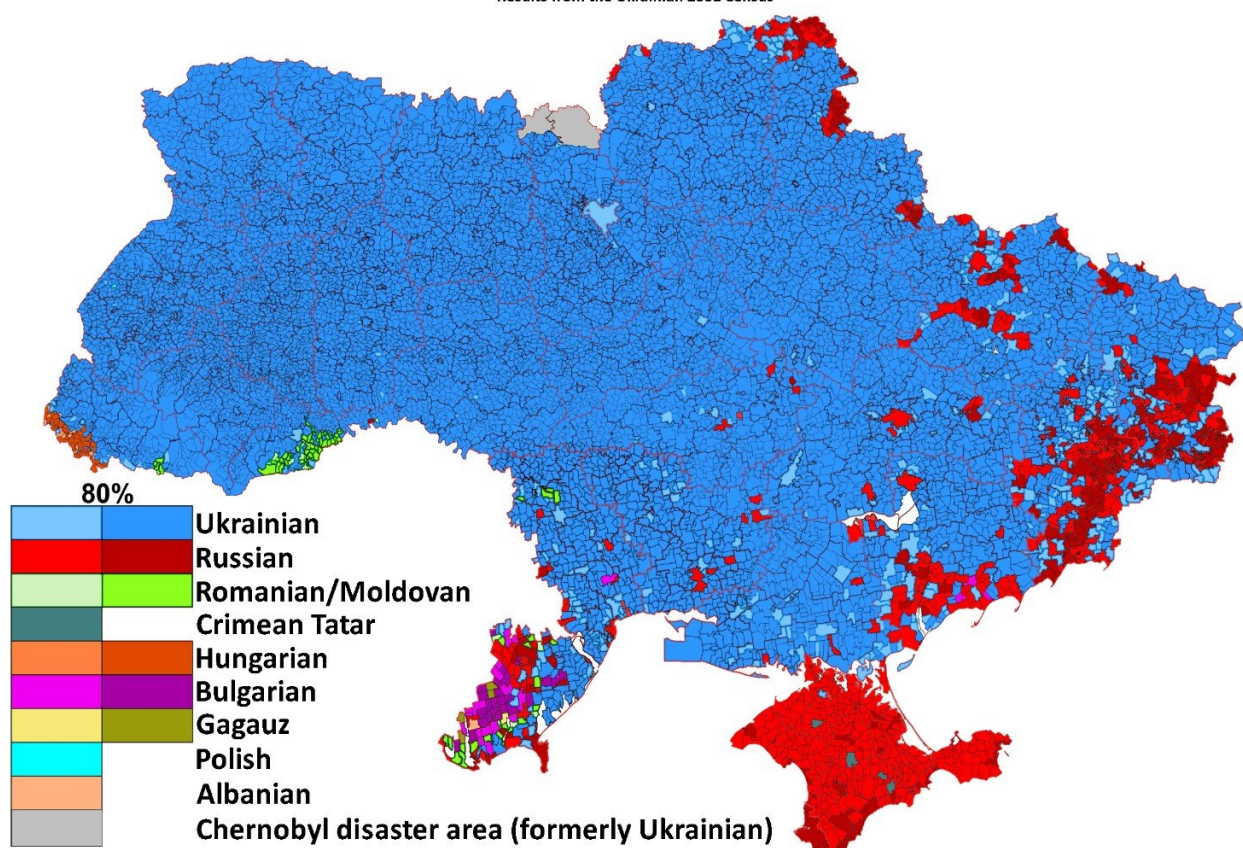 80%
Ukrainian
Russian
Romanian/Moldovan
Crimean Tatar
Hungarian
Bulgarian
Gagauz
Polish
Albanian
Chernobyl disaster area (formerly Ukrainian)